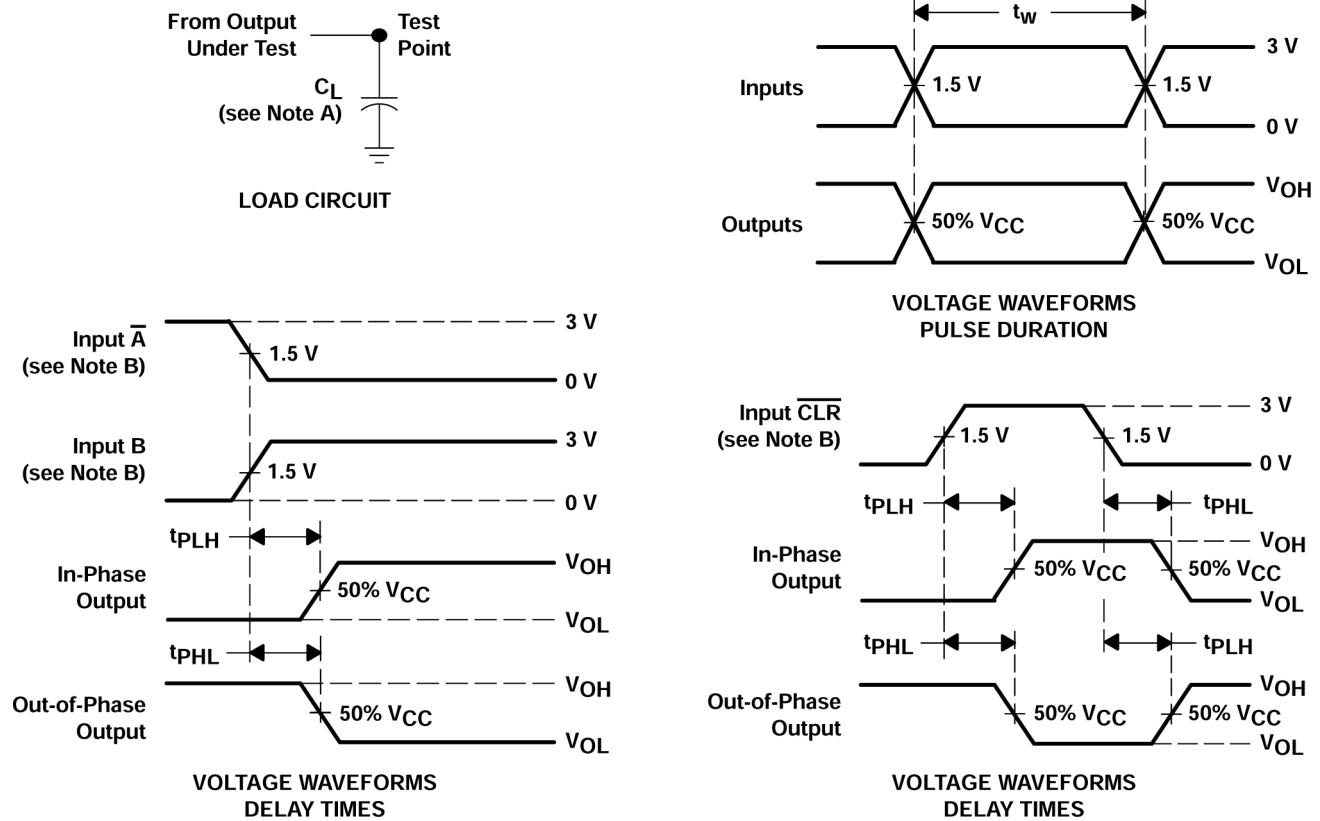 From Output
Under Test
Test
Point
CL
(see Note A)
LOAD CIRCUIT
tw
Inputs
1.5 V
1.5 V
3 V
0 V
Outputs
50% VCC
50% VCC
VOH
VOL
VOLTAGE WAVEFORMS
PULSE DURATION
Input A̅
(see Note B)
1.5 V
3 V
0 V
Input B
(see Note B)
1.5 V
3 V
0 V
tPLH
In-Phase
Output
50% VCC
VOH
VOL
tPHL
Out-of-Phase
Output
50% VCC
VOH
VOL
VOLTAGE WAVEFORMS
DELAY TIMES
Input C̅L̅R̅
(see Note B)
1.5 V
1.5 V
3 V
0 V
tPLH
tPHL
In-Phase
Output
50% VCC
50% VCC
VOH
VOL
tPHL
tPLH
Out-of-Phase
Output
50% VCC
50% VCC
VOH
VOL
VOLTAGE WAVEFORMS
DELAY TIMES